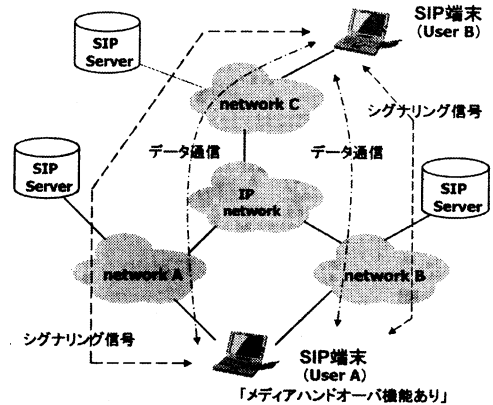 SIP端末
(User B)
SIP
Server
network C
シグナリング信号
データ通信
データ通信
SIP
Server
IP
network
SIP
Server
network A
network B
シグナリング信号
SIP端末
(User A)
「メディアハンドオーバ機能あり」